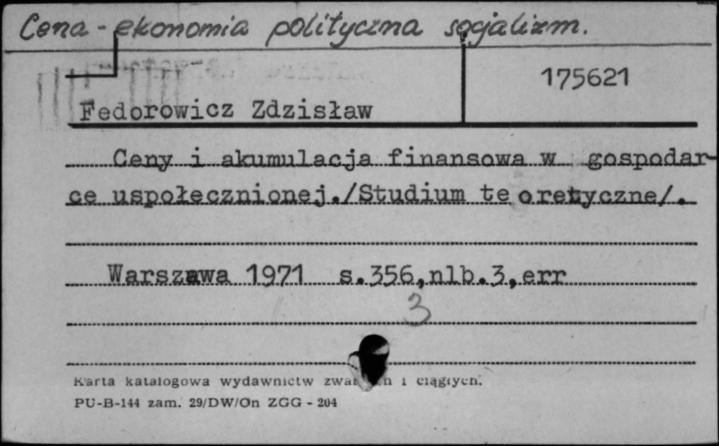 Cena - ekonomia polityczna socjalizm.
175621
Fedorowicz Zdzisław
Ceny i akumulacja finansowa w gospodar-
ce uspołecznionej./Studium teoretyczne/.
Warszawa 1971 s.356,nlb.3,err
3
Karta katalogowa wydawnictw i ciągłych.
PU-B-144 zam. 29/DW/On ZGG - 204